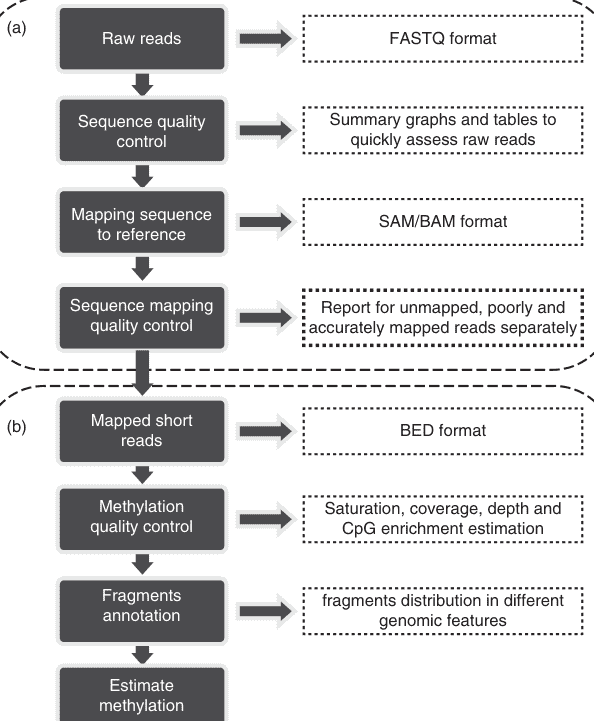 (a)
Raw reads
FASTQ format
Sequence quality
control
Summary graphs and tables to
quickly assess raw reads
Mapping sequence
to reference
SAM/BAM format
Sequence mapping
quality control
Report for unmapped, poorly and
accurately mapped reads separately
(b)
Mapped short
reads
BED format
Methylation
quality control
Saturation, coverage, depth and
CpG enrichment estimation
Fragments
annotation
fragments distribution in different
genomic features
Estimate
methylation